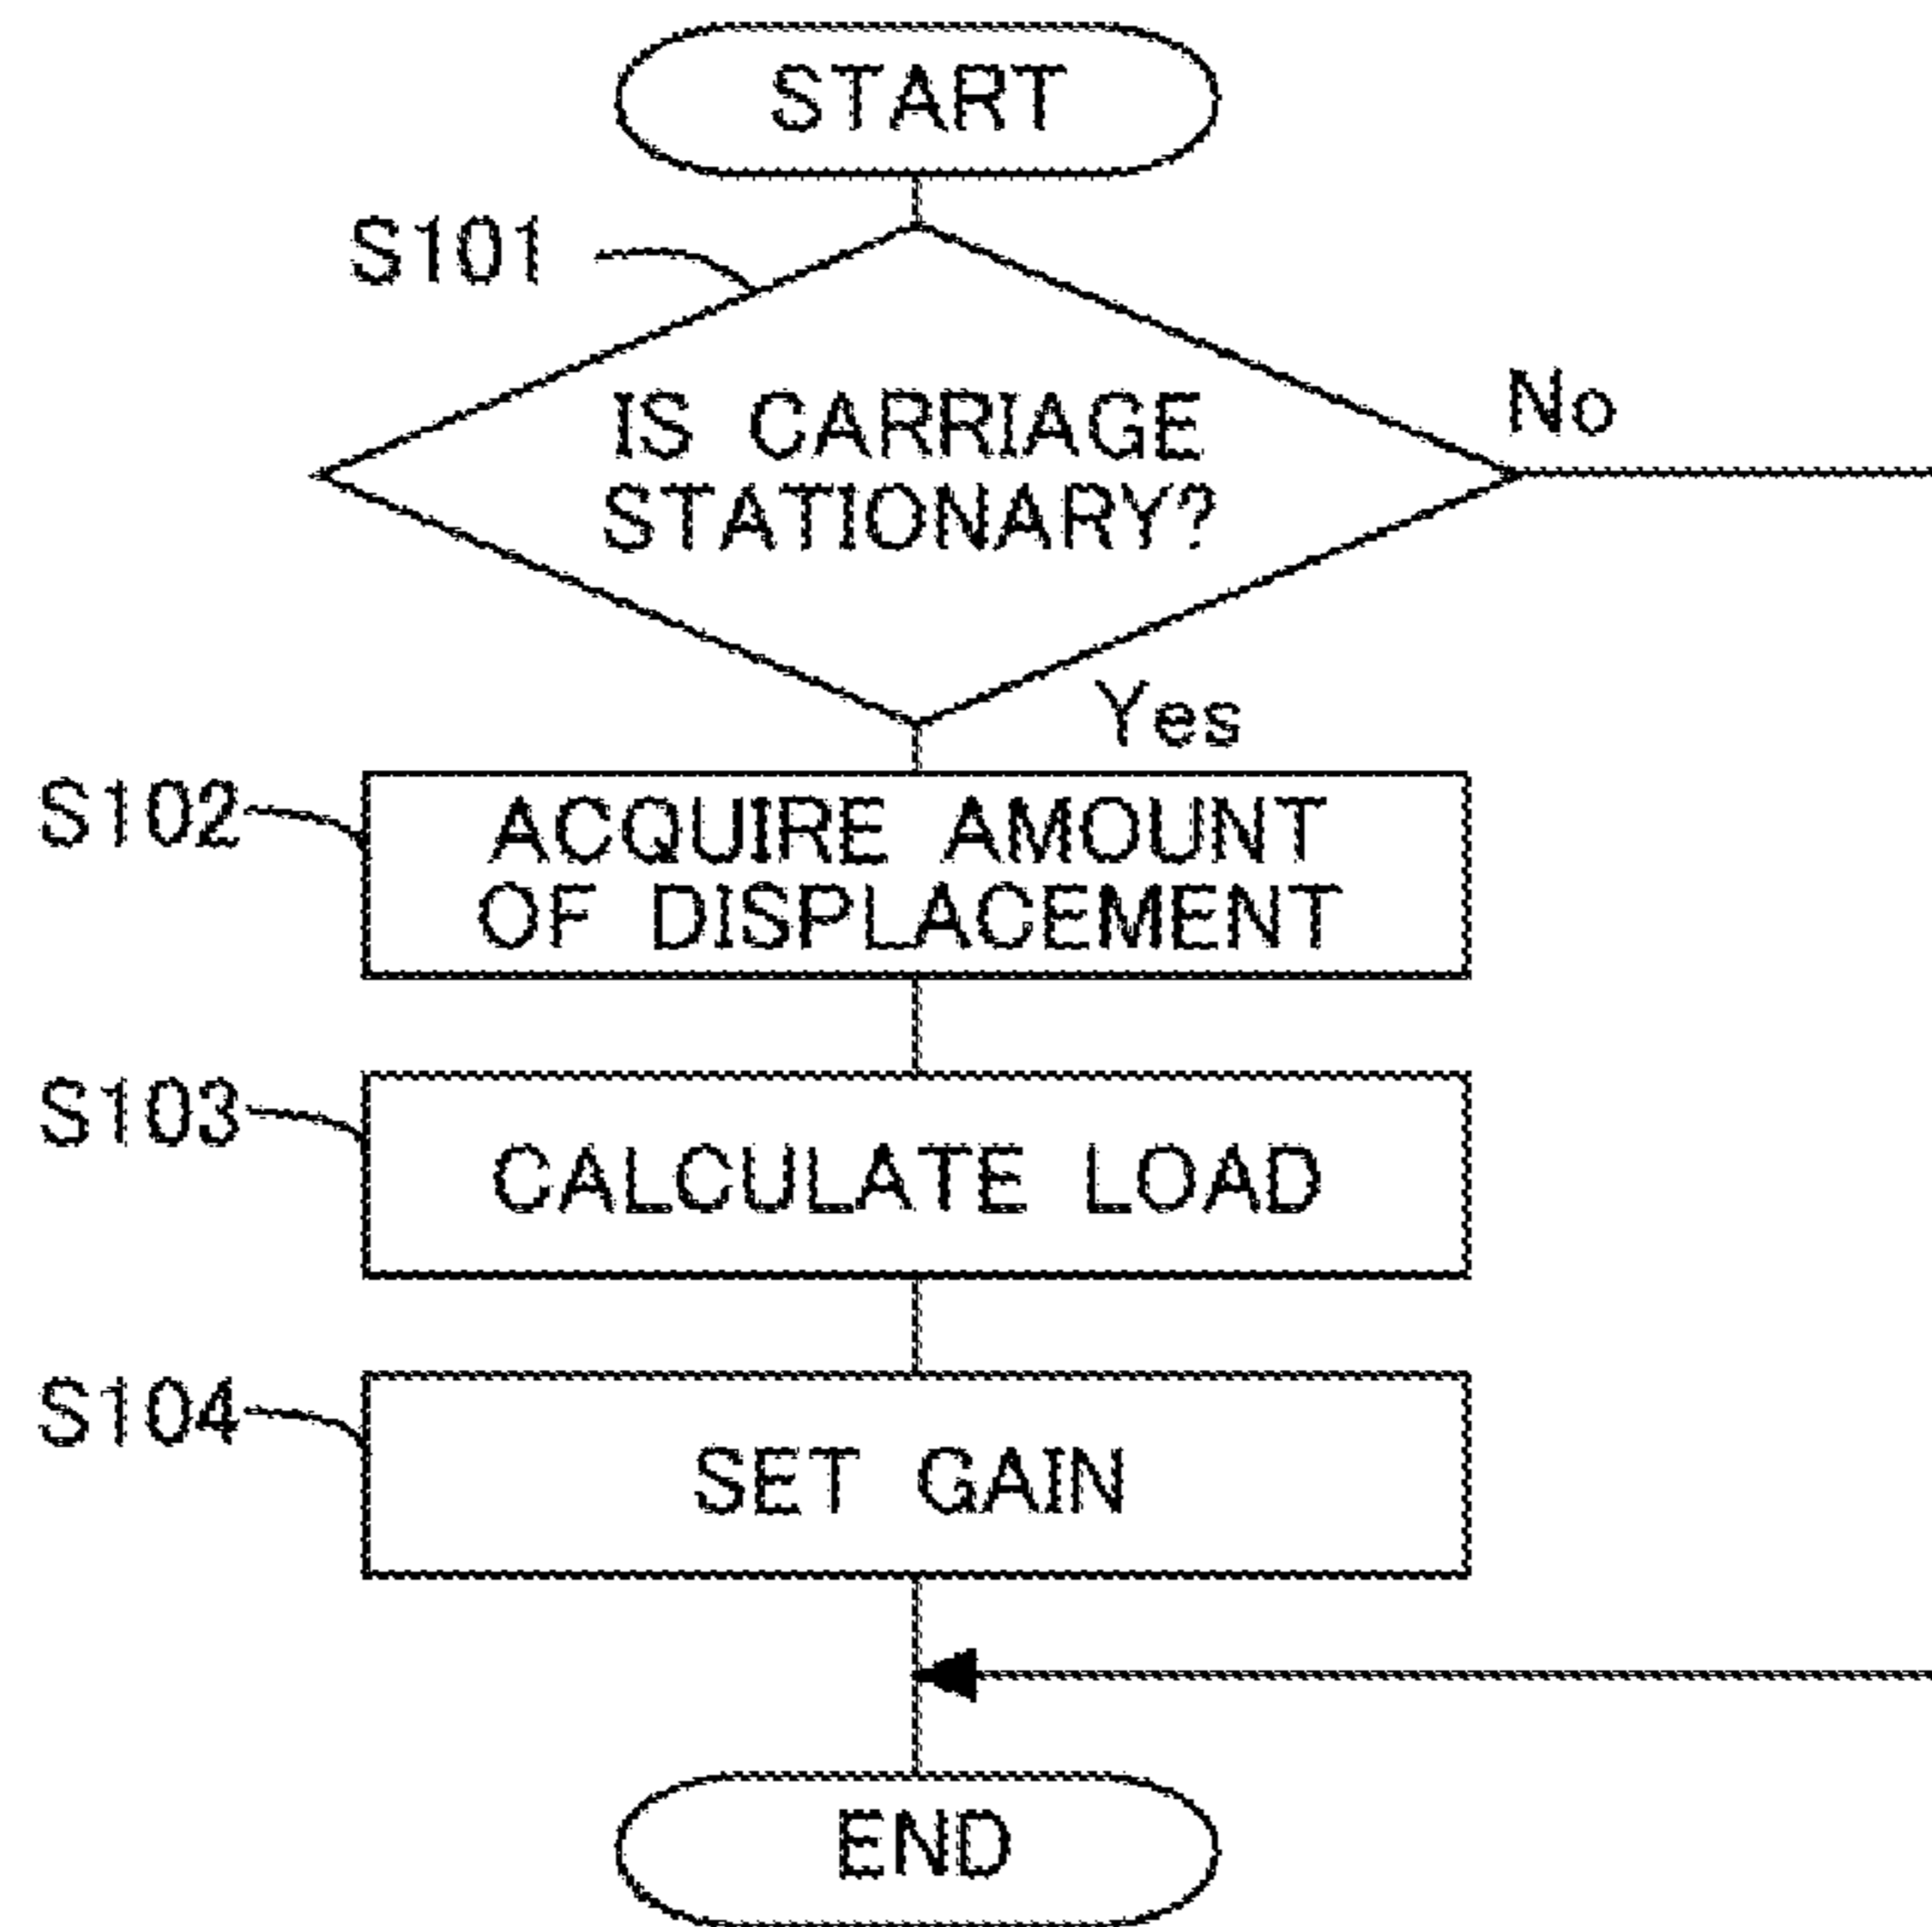 START
S101
IS CARRIAGE
STATIONARY?
No
Yes
S102
ACQUIRE AMOUNT
OF DISPLACEMENT
S103
CALCULATE LOAD
S104
SET GAIN
END